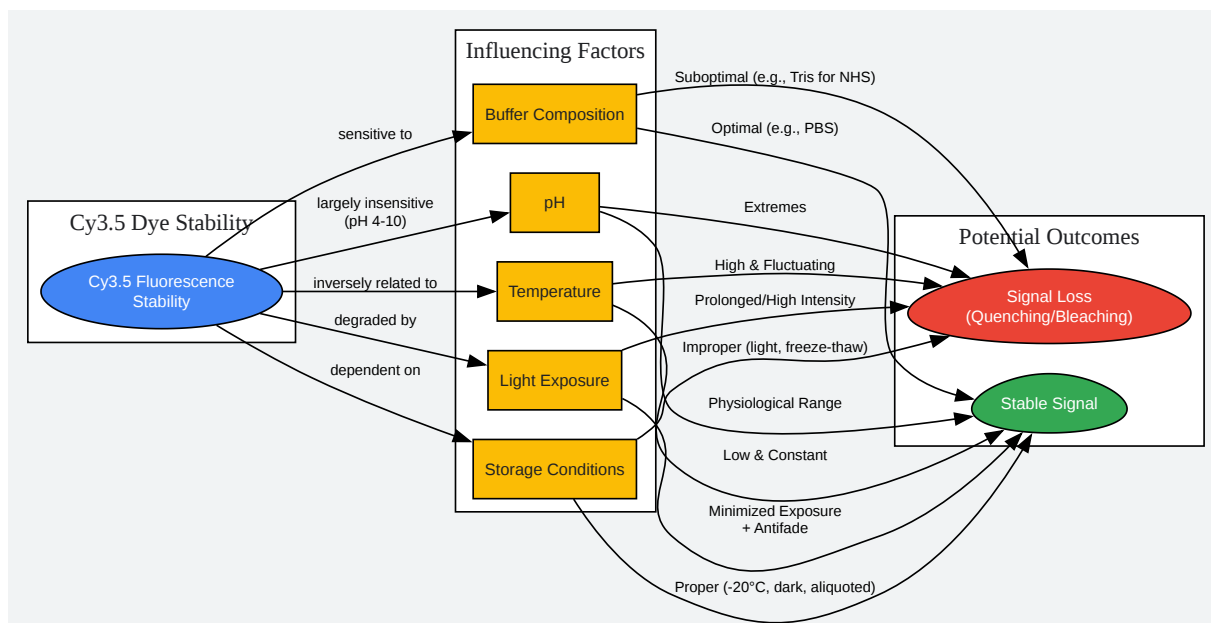 Cy3.5 Dye Stability
Cy3.5 Fluorescence
Stability
sensitive to
largely insensitive
(pH 4-10)
inversely related to
degraded by
dependent on
Influencing Factors
Buffer Composition
pH
Temperature
Light Exposure
Storage Conditions
Suboptimal (e.g., Tris for NHS)
Optimal (e.g., PBS)
Extremes
High & Fluctuating
Prolonged/High Intensity
Improper (light, freeze-thaw)
Physiological Range
Low & Constant
Minimized Exposure
+ Antifade
Proper (-20°C, dark, aliquoted)
Potential Outcomes
Signal Loss
(Quenching/Bleaching)
Stable Signal